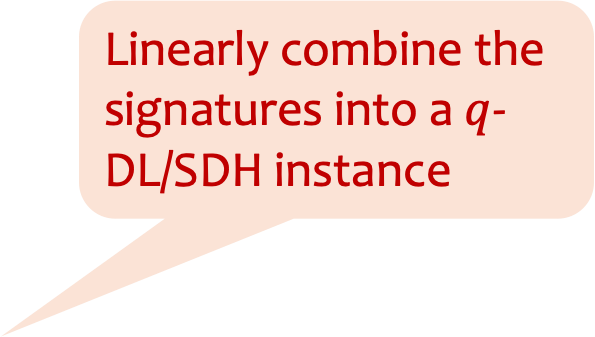 Linearly combine the
signatures into a q-
DL/SDH instance